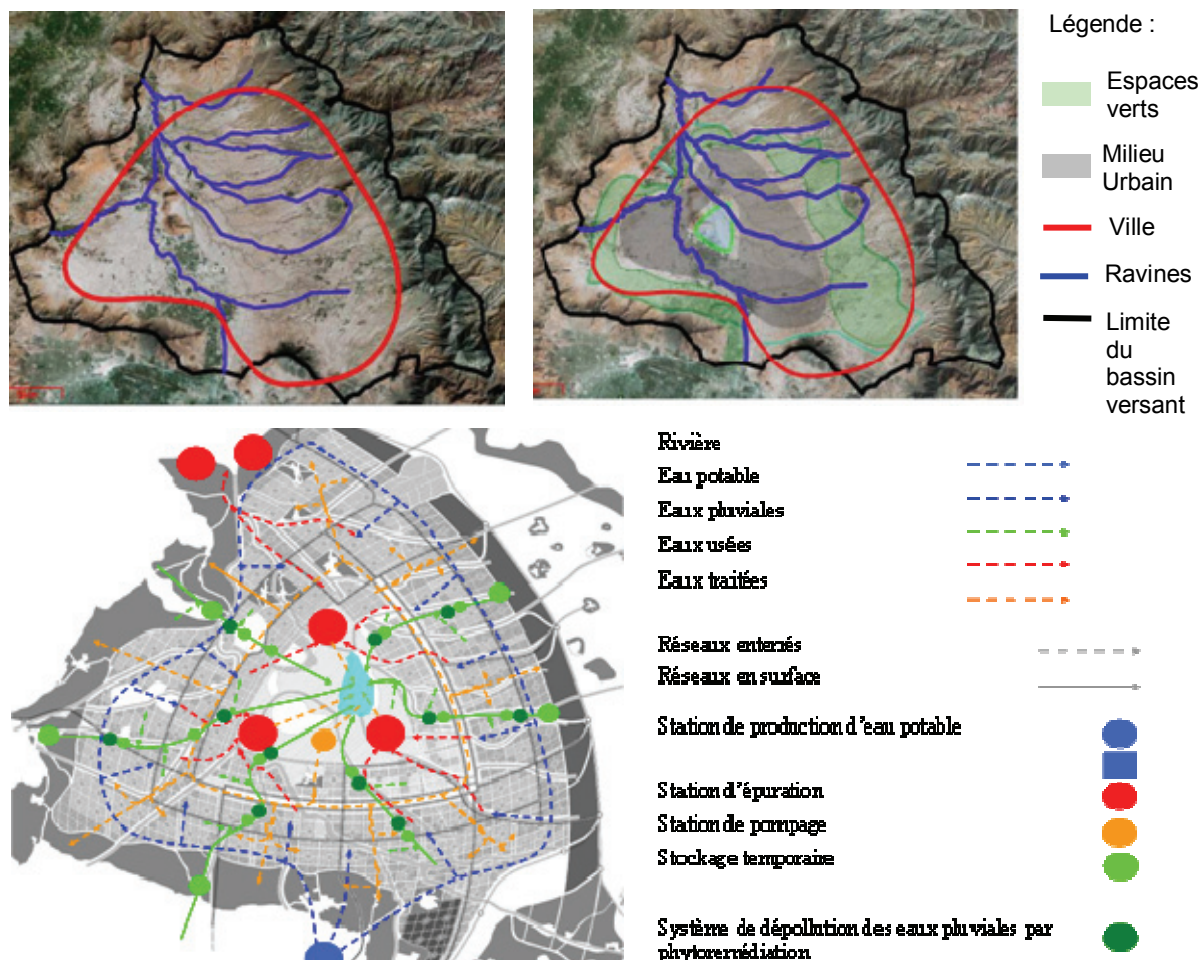 Légende :
Espaces
verts
Milieu
Urbain
Ville
Ravines
Limite
du
bassin
versant
Rivière
Eau potable
Eaux pluviales
Eaux usées
Eaux traitées
Réseaux enterrés
Réseaux en surface
Station de production d'eau potable
Station d'épuration
Station de pompage
Stockage temporaire
Système de dépollution des eaux pluviales par
phytoremédiation